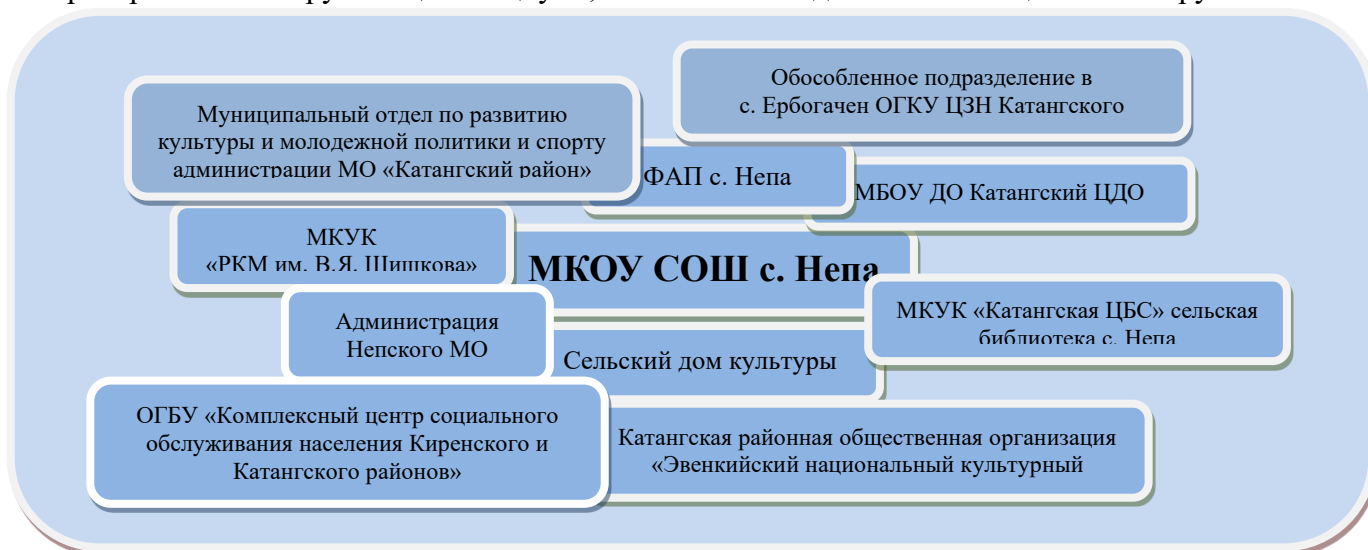 Обособленное подразделение в
с. Ербогачен ОГКУ ЦЗН Катангского
Муниципальный отдел по развитию
культуры и молодежной политики и спорту
администрации МО «Катангский район»
ФАП с. Непа
МБОУ ДО Катангский ЦДО
МКУК
«РКМ им. В.Я. Шишкова»
МКОУ СОШ с. Непа
МКУК «Катангская ЦБС» сельская
библиотека с. Непа
Администрация
Непского МО
Сельский дом культуры
ОГБУ «Комплексный центр социального
обслуживания населения Киренского и
Катангского районов»
Катангская районная общественная организация
«Эвенкийский национальный культурный